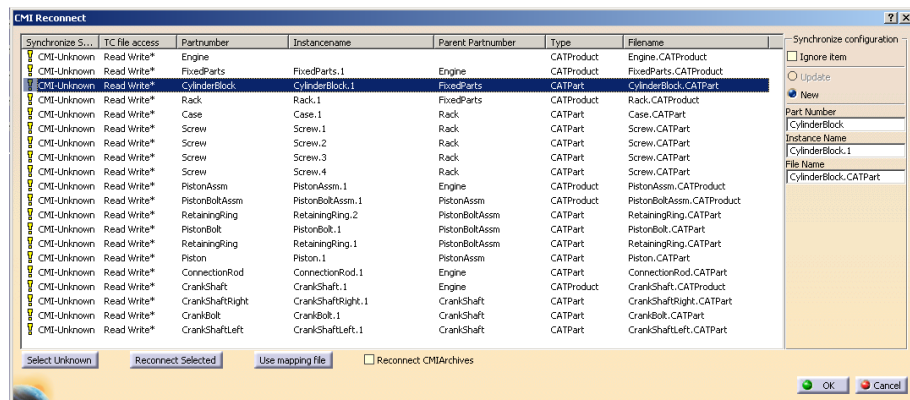 CMI Reconnect
Synchronize S... TC file access Partnumber Instancename Parent Partnumber Type Filename
CMI-Unknown Read Write* Engine CATProduct Engine.CATProduct
CMI-Unknown Read Write* FixedParts FixedParts.1 Engine CATProduct FixedParts.CATProduct
CMI-Unknown Read Write* CylinderBlock CylinderBlock.1 FixedParts CATPart CylinderBlock.CATPart
CMI-Unknown Read Write* Rack Rack.1 FixedParts CATProduct Rack.CATProduct
CMI-Unknown Read Write* Case Case.1 Rack CATPart Case.CATPart
CMI-Unknown Read Write* Screw Screw.1 Rack CATPart Screw.CATPart
CMI-Unknown Read Write* Screw Screw.2 Rack CATPart Screw.CATPart
CMI-Unknown Read Write* Screw Screw.3 Rack CATPart Screw.CATPart
CMI-Unknown Read Write* Screw Screw.4 Rack CATPart Screw.CATPart
CMI-Unknown Read Write* PistonAssm PistonAssm.1 Engine CATProduct PistonAssm.CATProduct
CMI-Unknown Read Write* PistonBoltAssm PistonBoltAssm.1 PistonAssm CATProduct PistonBoltAssm.CATProduct
CMI-Unknown Read Write* RetainingRing RetainingRing.2 PistonBoltAssm CATPart RetainingRing.CATPart
CMI-Unknown Read Write* PistonBolt PistonBolt.1 PistonBoltAssm CATPart PistonBolt.CATPart
CMI-Unknown Read Write* RetainingRing RetainingRing.1 PistonBoltAssm CATPart RetainingRing.CATPart
CMI-Unknown Read Write* Piston Piston.1 PistonAssm CATPart Piston.CATPart
CMI-Unknown Read Write* ConnectionRod ConnectionRod.1 Engine CATPart ConnectionRod.CATPart
CMI-Unknown Read Write* CrankShaft CrankShaft.1 Engine CATProduct CrankShaft.CATProduct
CMI-Unknown Read Write* CrankShaftRight CrankShaftRight.1 CrankShaft CATPart CrankShaftRight.CATPart
CMI-Unknown Read Write* CrankBolt CrankBolt.1 CrankShaft CATPart CrankBolt.CATPart
CMI-Unknown Read Write* CrankShaftLeft CrankShaftLeft.1 CrankShaft CATPart CrankShaftLeft.CATPart
Synchronize configuration
Ignore item
Update
New
Part Number
CylinderBlock
Instance Name
CylinderBlock.1
File Name
CylinderBlock.CATPart
Select Unknown Reconnect Selected Use mapping file Reconnect CMIArchives
OK Cancel